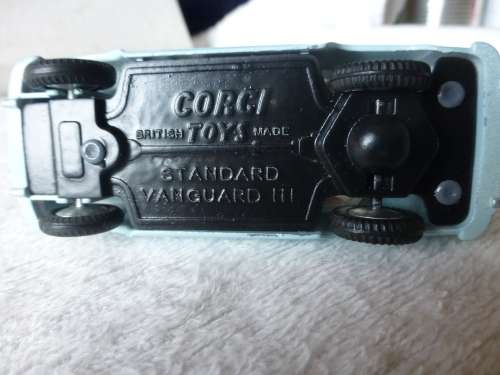 CORGI
BRITISH TOYS MADE
STANDARD
VANGUARD III